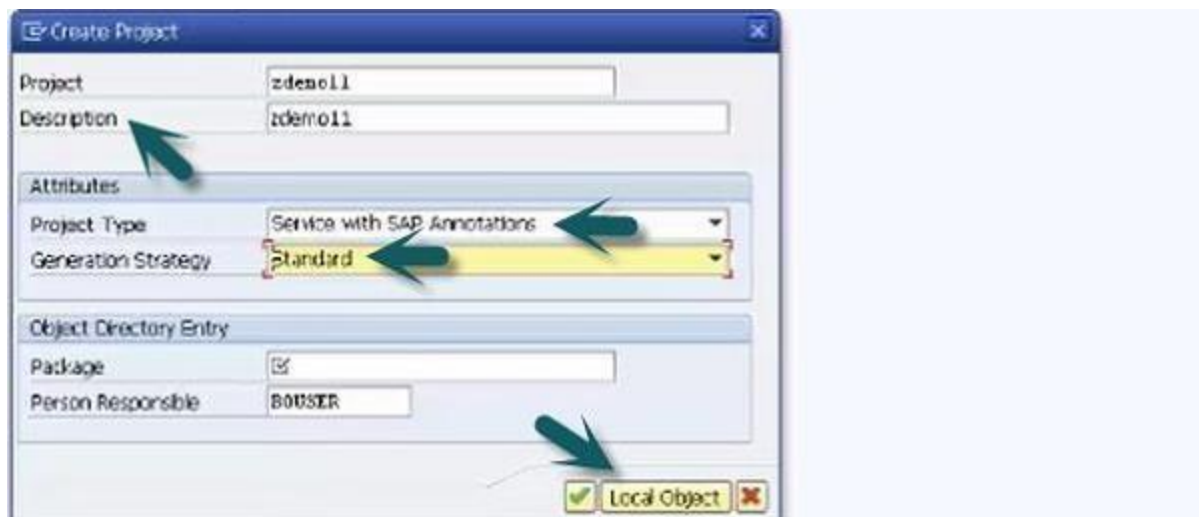 Create Project
Project zdemo11
Description zdemo11
Attributes
Project Type Service with SAP Annotations
Generation Strategy Standard
Object Directory Entry
Package
Person Responsible BOUSER
Local Object